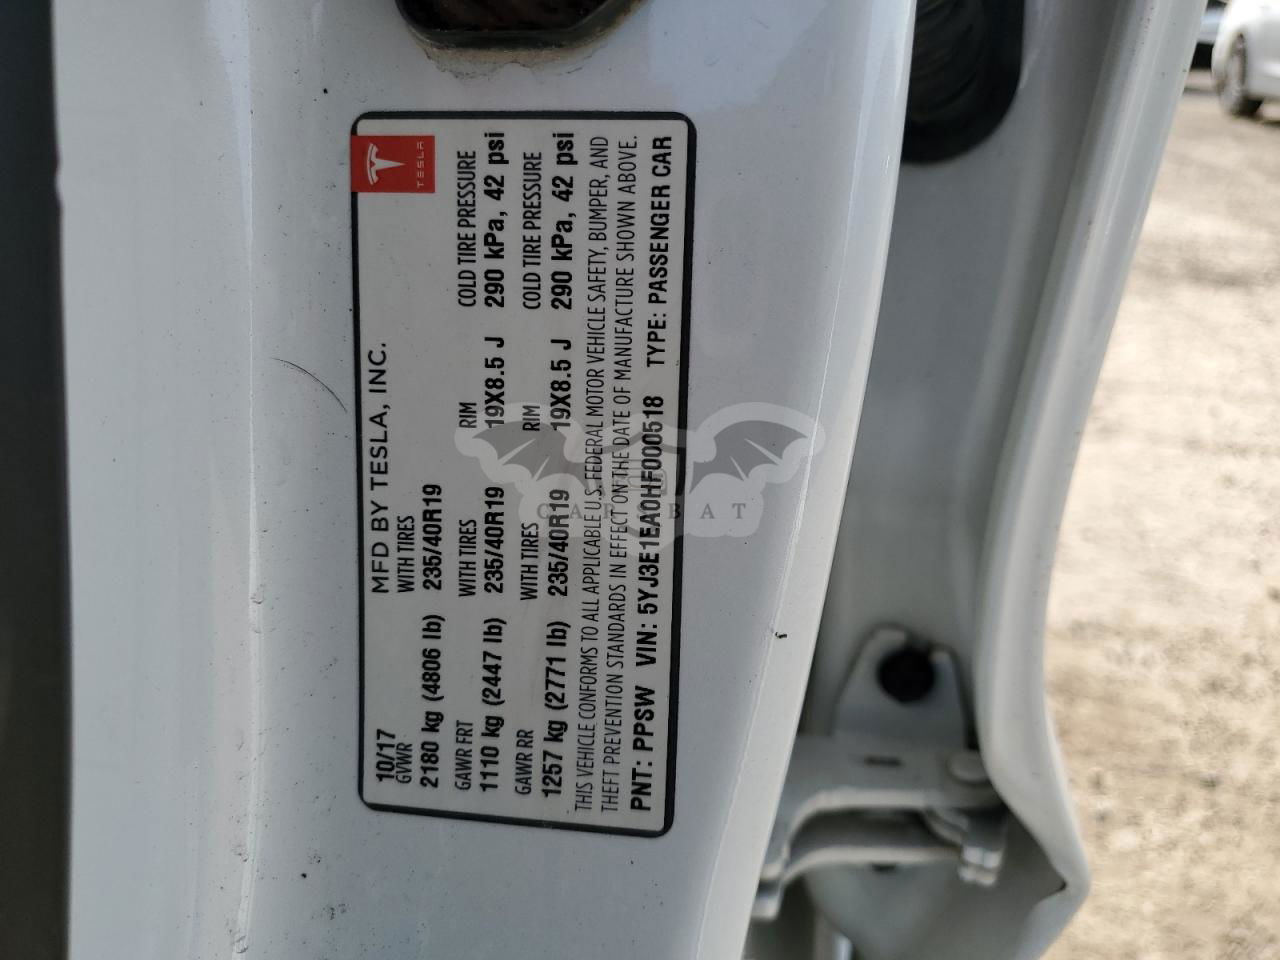 TESLA
MFD BY TESLA, INC.
10/17
GVWR WITH TIRES
2180 kg (4806 lb) 235/40R19
GAWR FRT WITH TIRES RIM COLD TIRE PRESSURE
1110 kg (2447 lb) 235/40R19 19X8.5 J 290 kPa, 42 psi
GAWR RR WITH TIRES RIM COLD TIRE PRESSURE
1257 kg (2771 lb) 235/40R19 19X8.5 J 290 kPa, 42 psi
THIS VEHICLE CONFORMS TO ALL APPLICABLE U.S. FEDERAL MOTOR VEHICLE SAFETY, BUMPER, AND
THEFT PREVENTION STANDARDS IN EFFECT ON THE DATE OF MANUFACTURE SHOWN ABOVE.
PNT: PPSW VIN: 5YJ3E1EA0HF000518 TYPE: PASSENGER CAR
CARSBAT